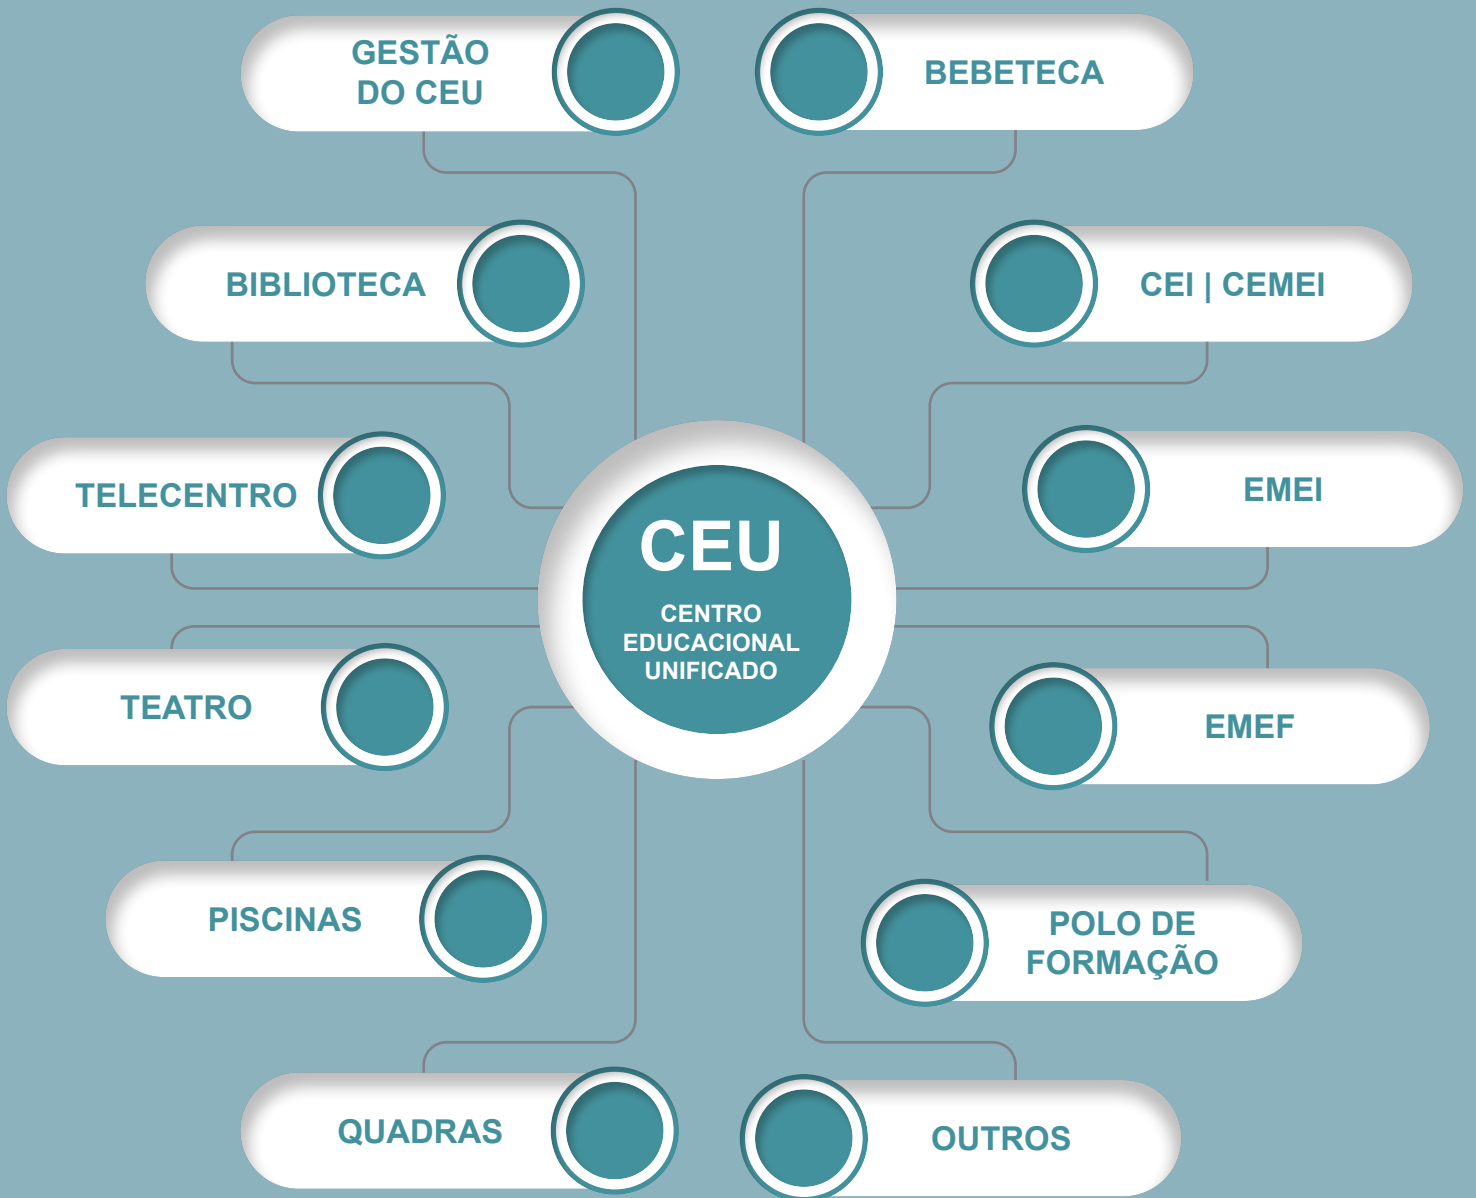 GESTÃO
DO CEU
BEBETECA
BIBLIOTECA
CEI | CEMEI
TELECENTRO
EMEI
CEU
CENTRO
EDUCACIONAL
UNIFICADO
TEATRO
EMEF
PISCINAS
POLO DE
FORMAÇÃO
QUADRAS
OUTROS